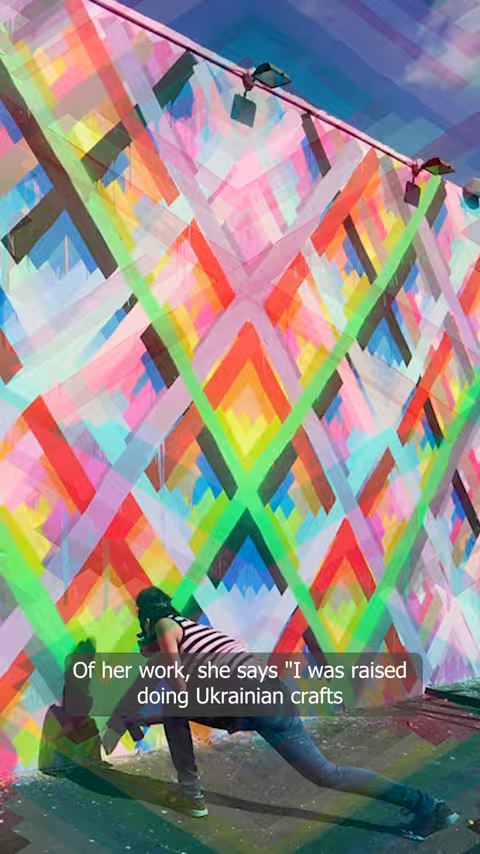 Of her work, she says "I was raised
doing Ukrainian crafts